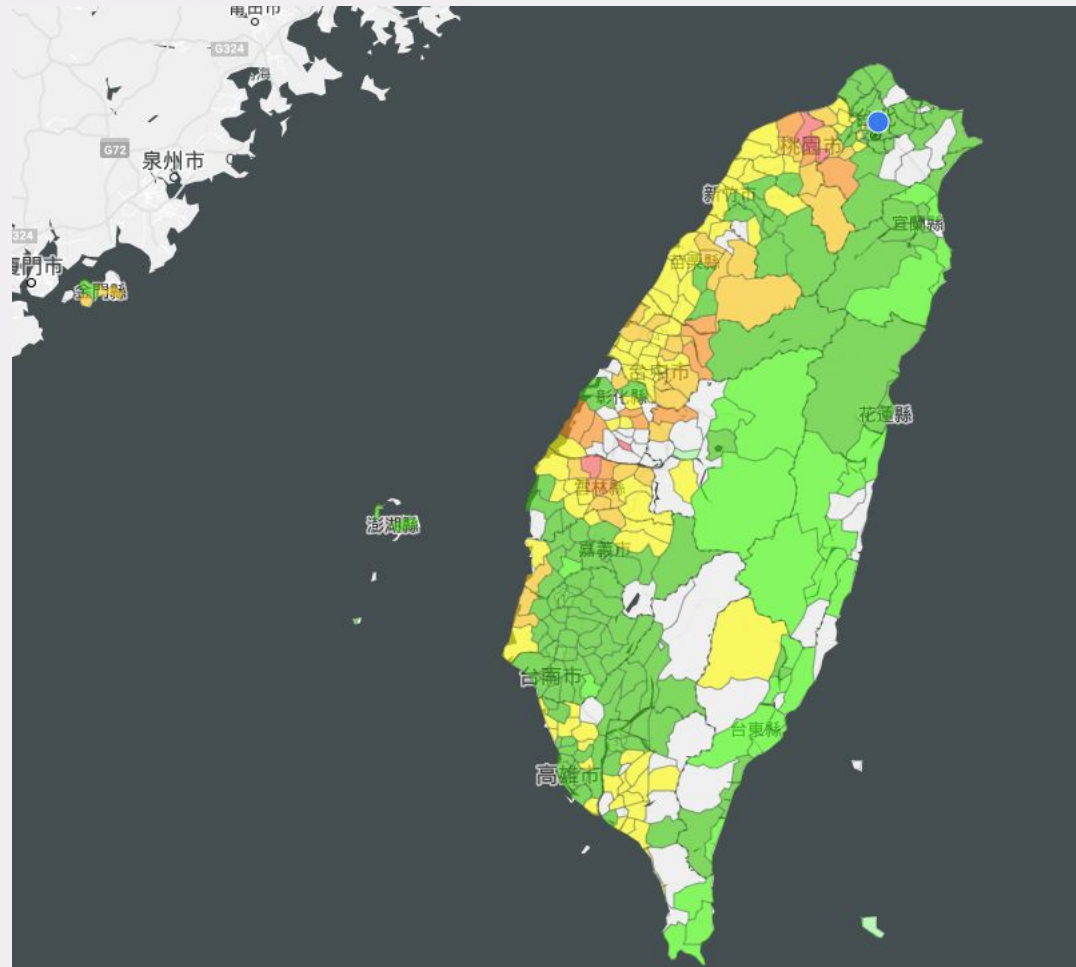 莆田市
G324
G72
泉州市
324
廈門市
金門縣
桃園市
新竹市
宜蘭縣
苗栗縣
台中市
彰化縣
花蓮縣
雲林縣
澎湖縣
嘉義市
台南市
台東縣
高雄市